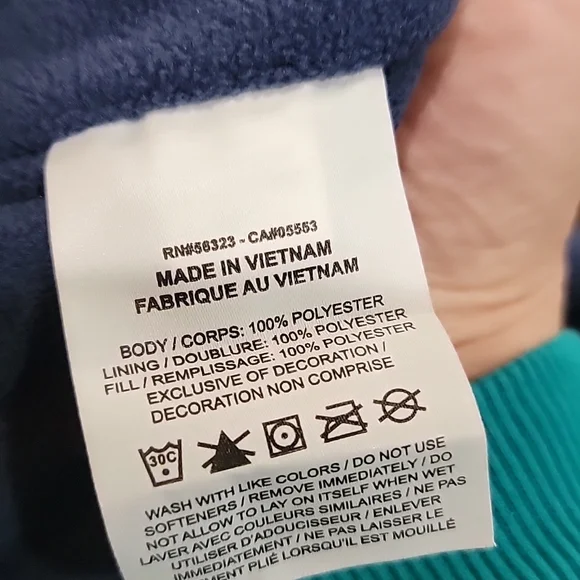 RN#56323 - CA#05553
MADE IN VIETNAM
FABRIQUE AU VIETNAM
BODY / CORPS: 100% POLYESTER
LINING / DOUBLURE: 100% POLYESTER
FILL / REMPLISSAGE: 100% POLYESTER
EXCLUSIVE OF DECORATION /
DECORATION NON COMPRISE
30C
WASH WITH LIKE COLORS / DO NOT USE
SOFTENERS / REMOVE IMMEDIATELY / DO
NOT ALLOW TO LAY ON ITSELF WHEN WET
LAVER AVEC COULEURS SIMILAIRES / NE PAS
UTILISER D'ADOUCISSEUR / ENLEVER
IMMEDIATEMENT / NE PAS LAISSER LE
VETEMENT PLIÉ LORSQU'IL EST MOUILLÉ